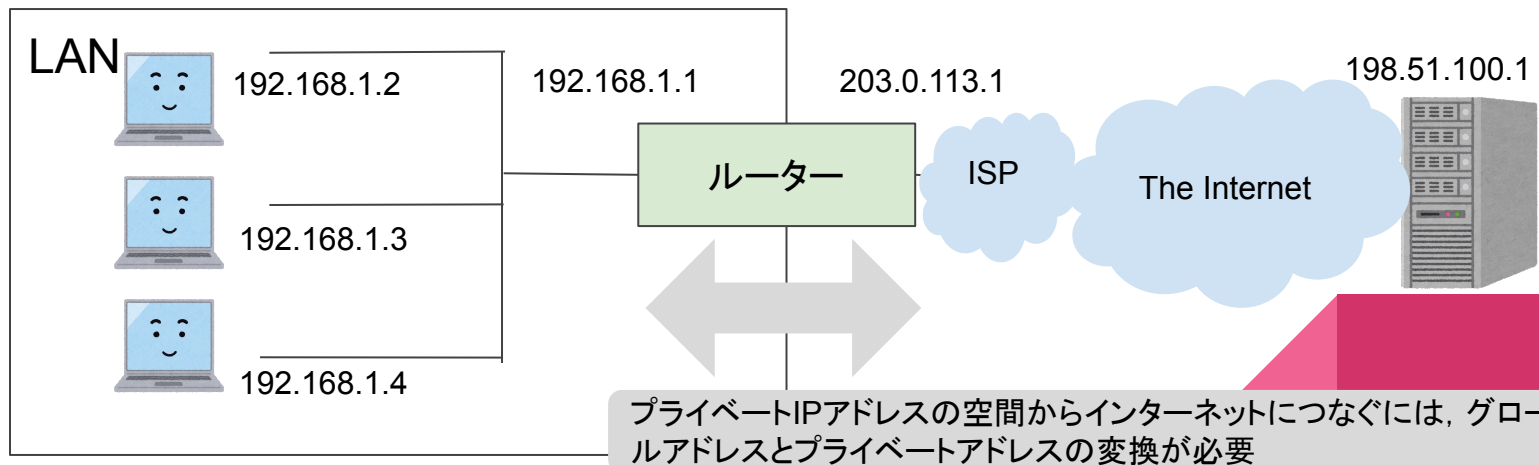 LAN
192.168.1.2
192.168.1.1
203.0.113.1
198.51.100.1
ルーター
ISP
The Internet
192.168.1.3
192.168.1.4
プライベートIPアドレスの空間からインターネットにつなぐには，グロー
ルアドレスとプライベートアドレスの変換が必要